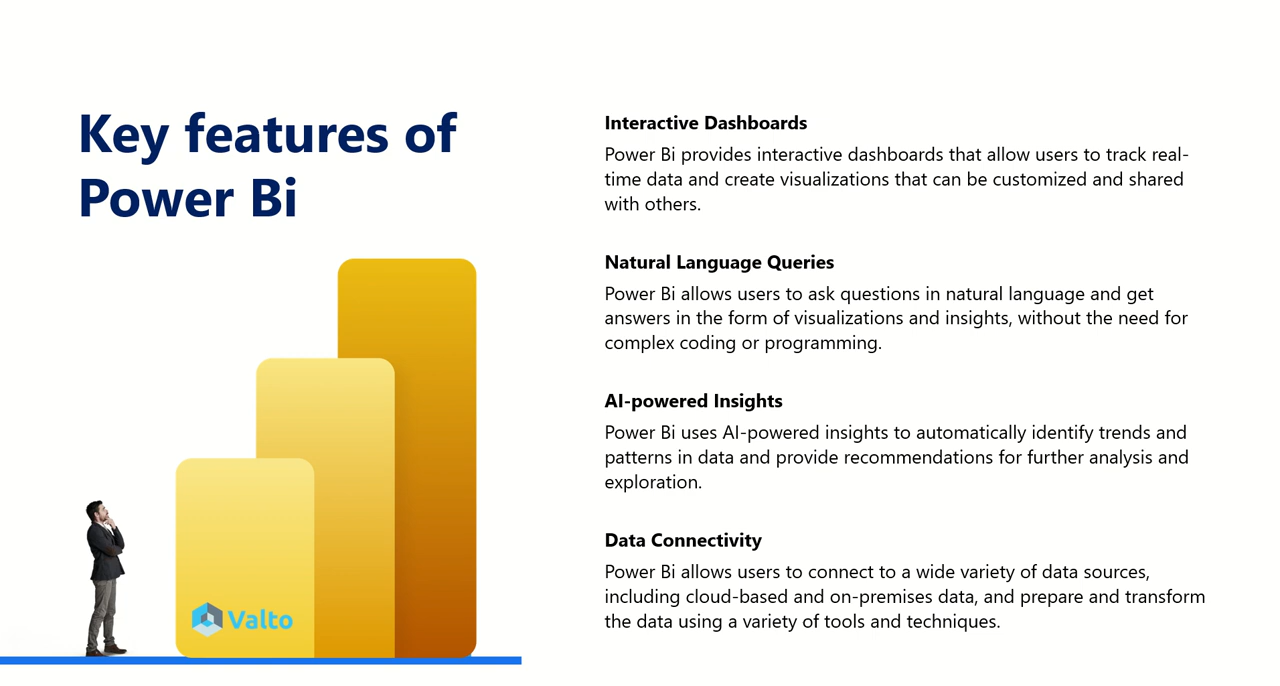 Key features of
Power Bi
Valto
Interactive Dashboards
Power Bi provides interactive dashboards that allow users to track real-
time data and create visualizations that can be customized and shared
with others.
Natural Language Queries
Power Bi allows users to ask questions in natural language and get
answers in the form of visualizations and insights, without the need for
complex coding or programming.
AI-powered Insights
Power Bi uses AI-powered insights to automatically identify trends and
patterns in data and provide recommendations for further analysis and
exploration.
Data Connectivity
Power Bi allows users to connect to a wide variety of data sources,
including cloud-based and on-premises data, and prepare and transform
the data using a variety of tools and techniques.